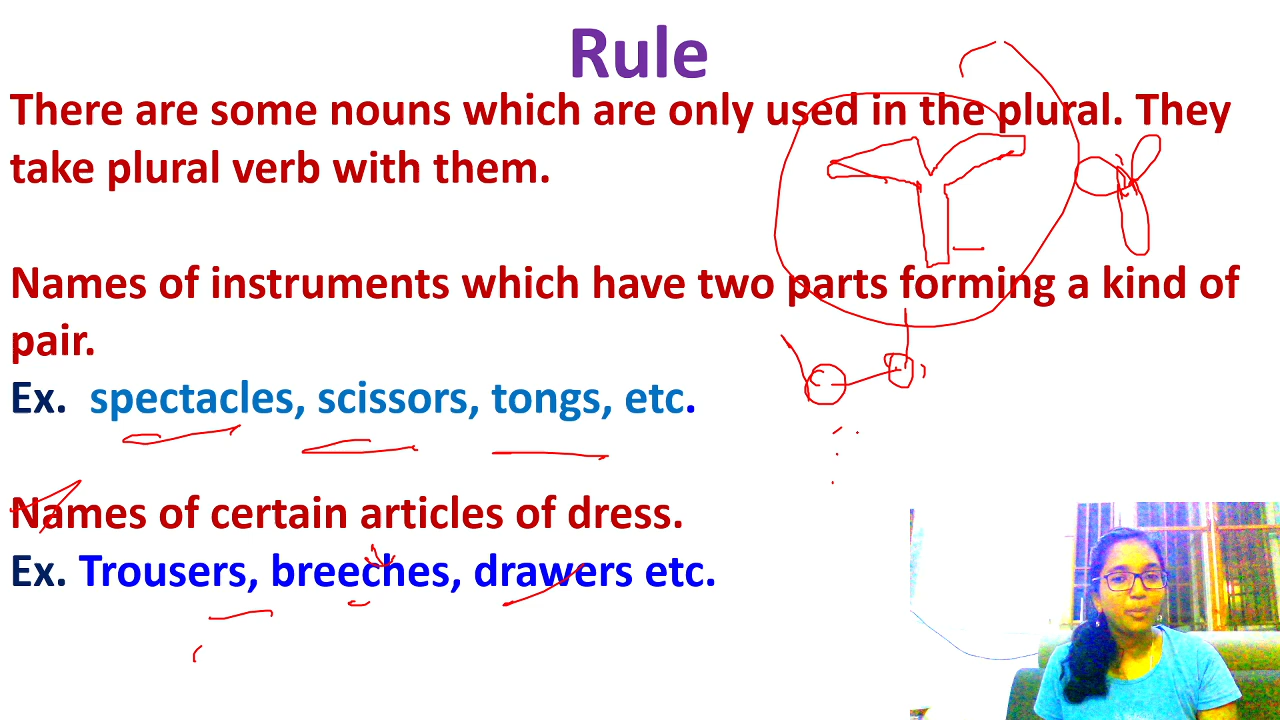 Rule
There are some nouns which are only used in the plural. They
take plural verb with them.
Names of instruments which have two parts forming a kind of
pair.
Ex. spectacles, scissors, tongs, etc.
Names of certain articles of dress.
Ex. Trousers, breeches, drawers etc.